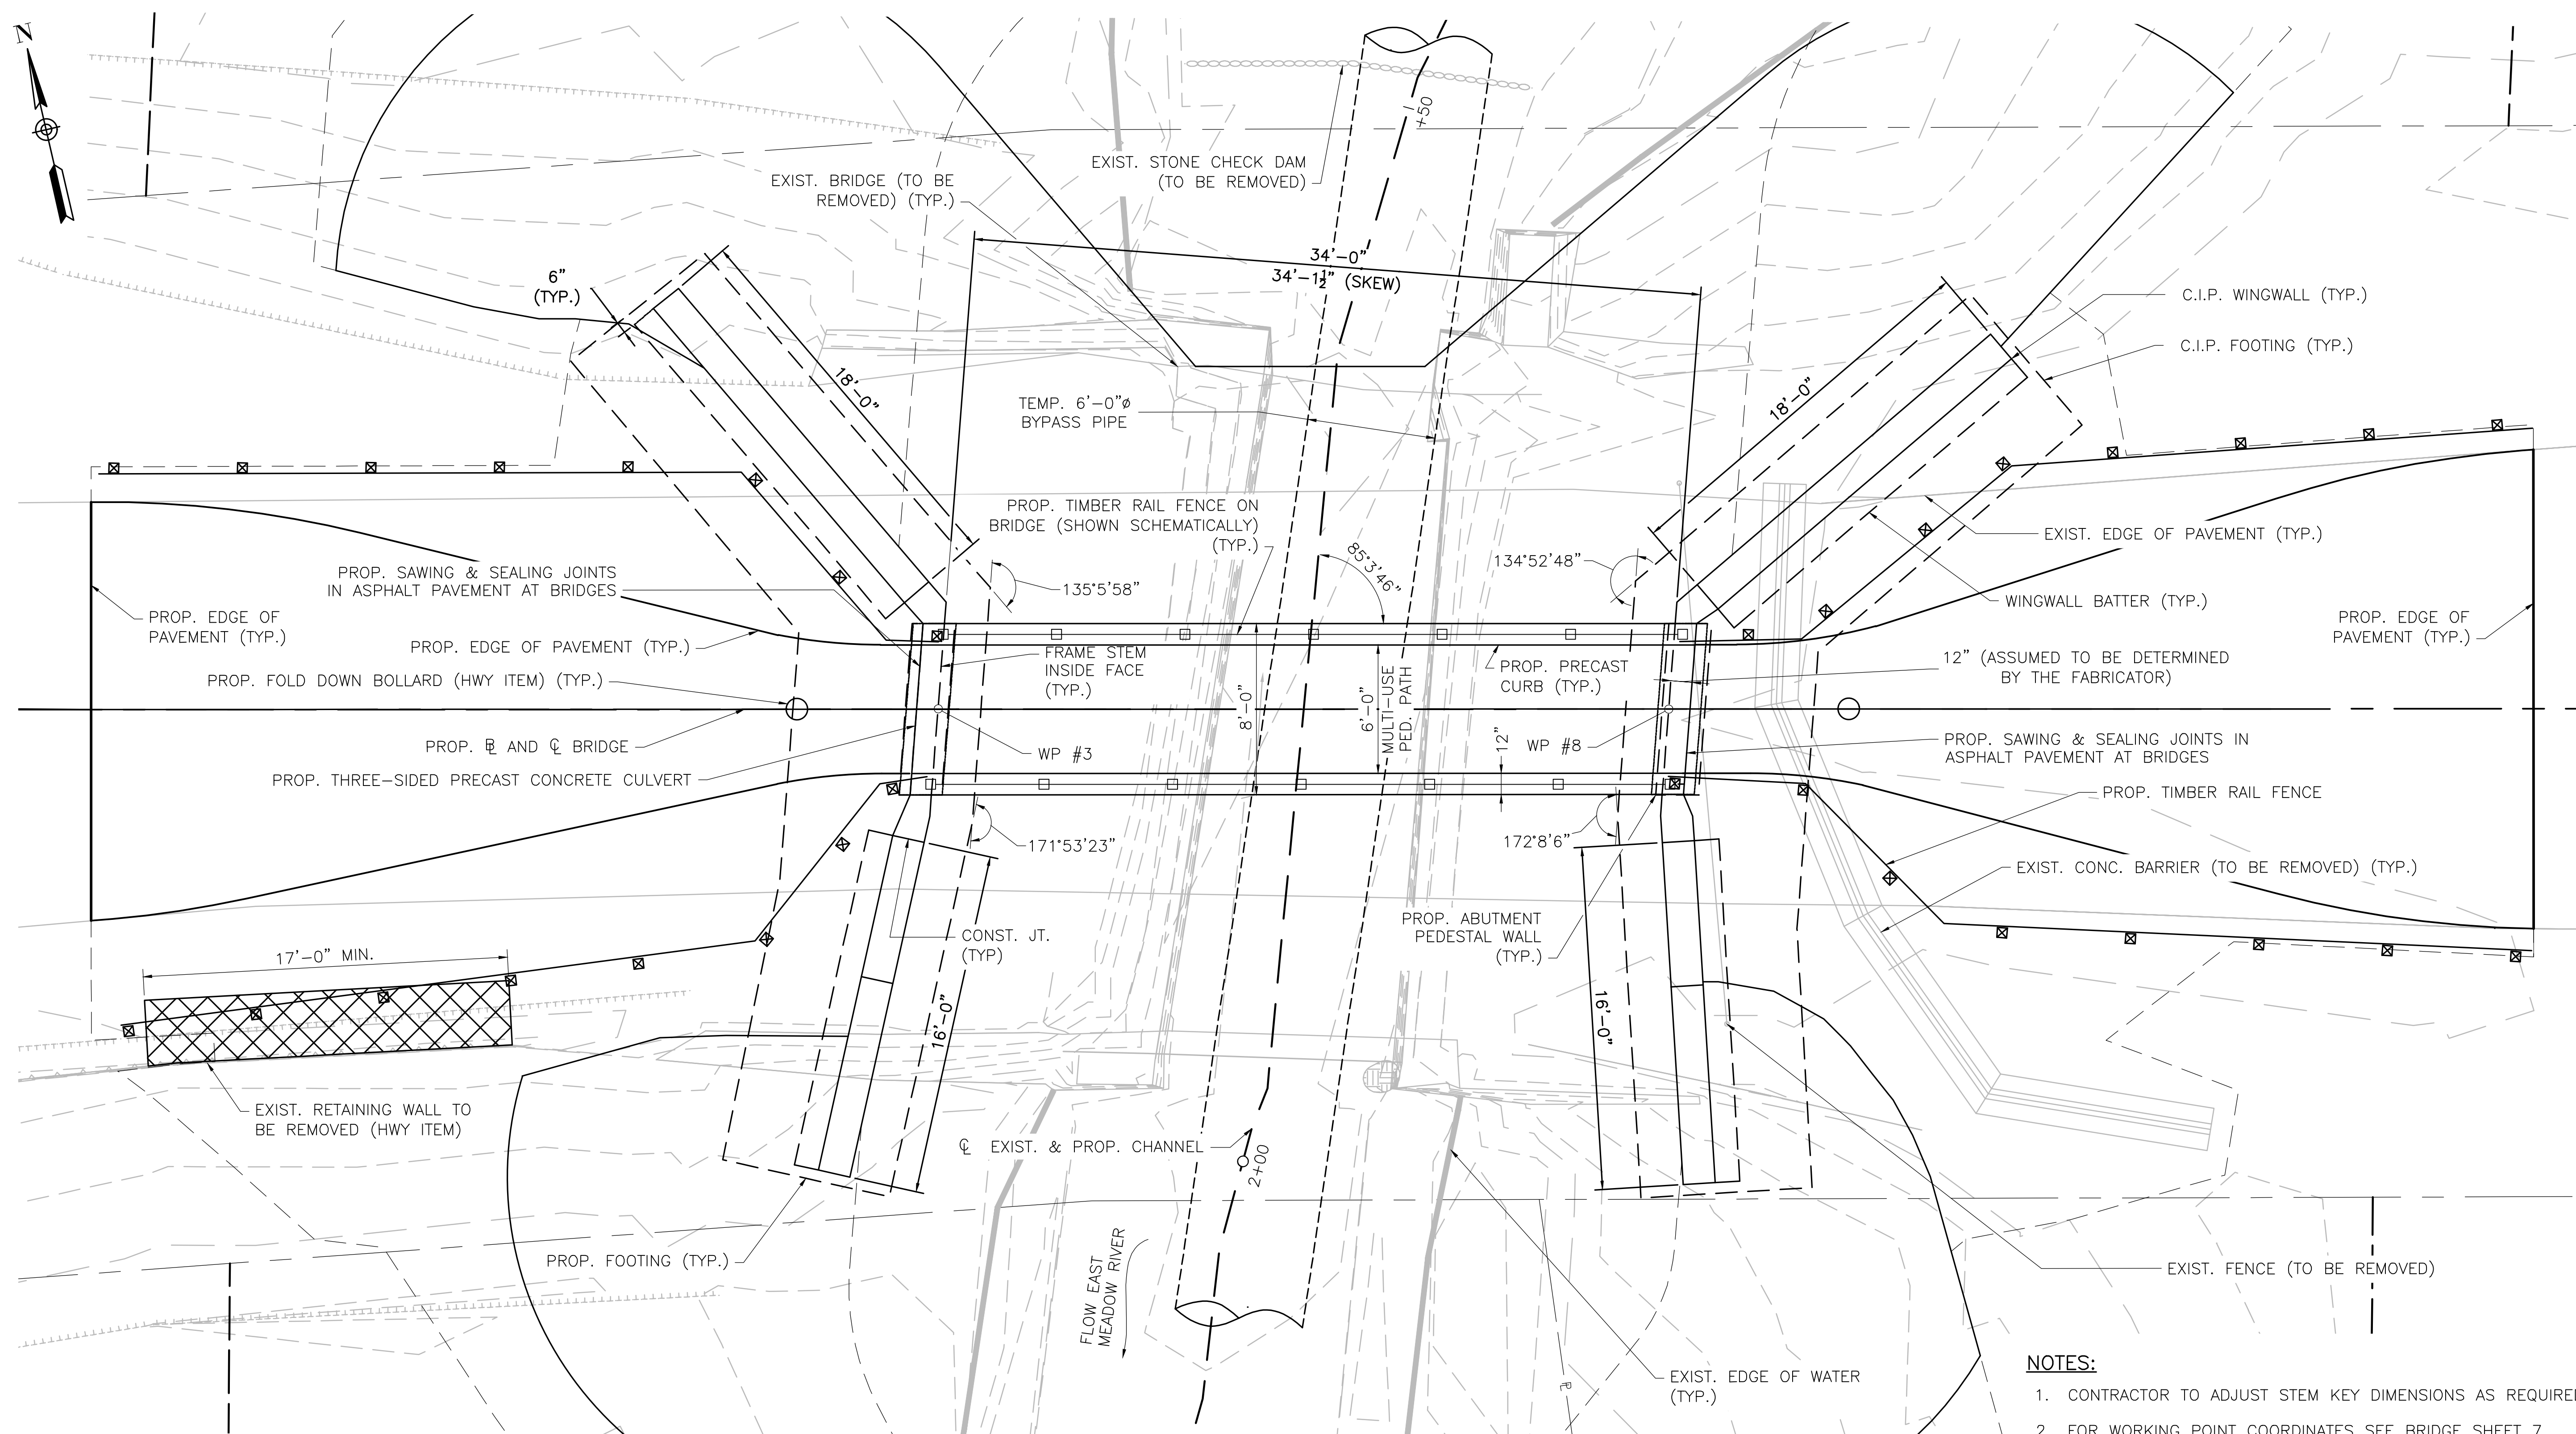 N
+50
EXIST. STONE CHECK DAM
(TO BE REMOVED)
EXIST. BRIDGE (TO BE
REMOVED) (TYP.)
34'-0"
34'-1½" (SKEW)
6"
(TYP.)
18'-0"
18'-0"
C.I.P. WINGWALL (TYP.)
C.I.P. FOOTING (TYP.)
TEMP. 6'-0"ø
BYPASS PIPE
PROP. TIMBER RAIL FENCE ON
BRIDGE (SHOWN SCHEMATICALLY)
(TYP.)
85°3'46"
134°52'48"
135°5'58"
EXIST. EDGE OF PAVEMENT (TYP.)
PROP. SAWING & SEALING JOINTS
IN ASPHALT PAVEMENT AT BRIDGES
WINGWALL BATTER (TYP.)
PROP. EDGE OF
PAVEMENT (TYP.)
PROP. EDGE OF
PAVEMENT (TYP.)
PROP. EDGE OF PAVEMENT (TYP.)
FRAME STEM
INSIDE FACE
(TYP.)
PROP. PRECAST
CURB (TYP.)
12" (ASSUMED TO BE DETERMINED
BY THE FABRICATOR)
PROP. FOLD DOWN BOLLARD (HWY ITEM) (TYP.)
8'-0"
6'-0"
MULTI-USE
PED. PATH
12"
PROP. ⅊ AND ℄ BRIDGE
WP #3
WP #8
PROP. SAWING & SEALING JOINTS IN
ASPHALT PAVEMENT AT BRIDGES
PROP. THREE-SIDED PRECAST CONCRETE CULVERT
PROP. TIMBER RAIL FENCE
171°53'23"
172°8'6"
EXIST. CONC. BARRIER (TO BE REMOVED) (TYP.)
CONST. JT.
(TYP)
PROP. ABUTMENT
PEDESTAL WALL
(TYP.)
17'-0" MIN.
16'-0"
16'-0"
EXIST. RETAINING WALL TO
BE REMOVED (HWY ITEM)
℄ EXIST. & PROP. CHANNEL
2+00
PROP. FOOTING (TYP.)
FLOW EAST
MEADOW RIVER
EXIST. FENCE (TO BE REMOVED)
EXIST. EDGE OF WATER
(TYP.)
NOTES:
1. CONTRACTOR TO ADJUST STEM KEY DIMENSIONS AS REQUIRE
2. FOR WORKING POINT COORDINATES SEE BRIDGE SHEET 7